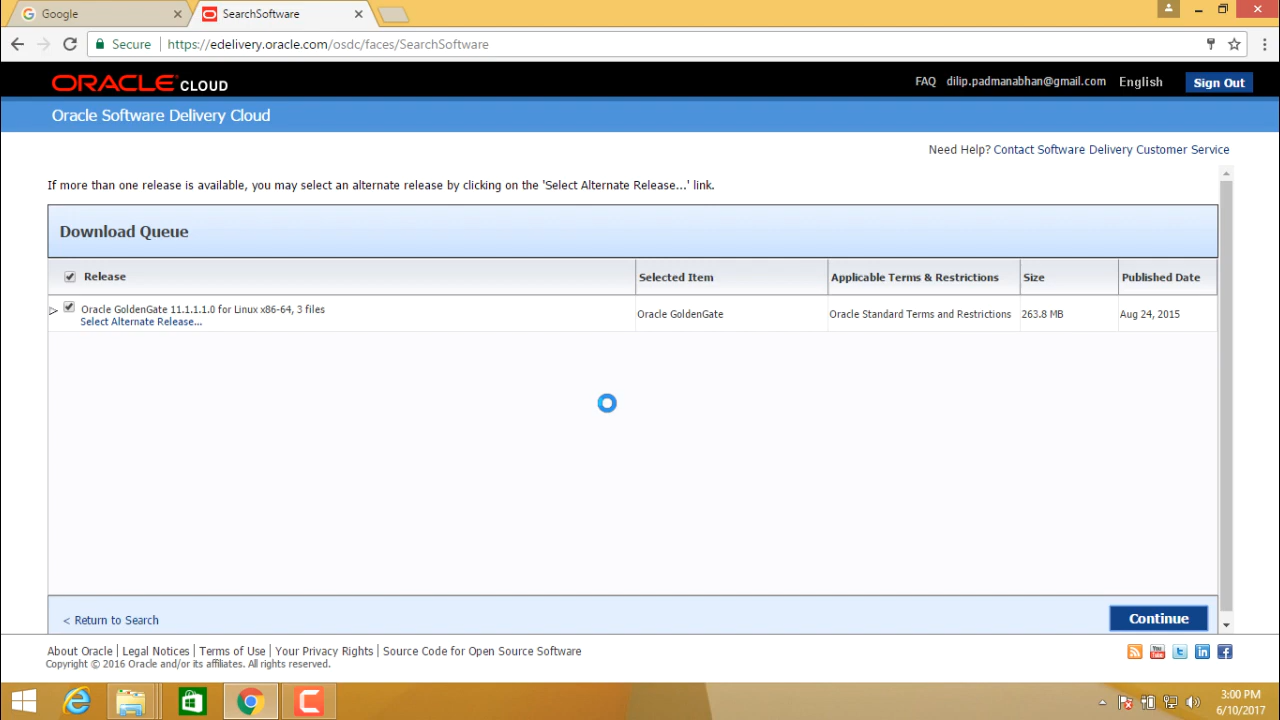 Google
SearchSoftware
Secure https://edelivery.oracle.com/osdc/faces/SearchSoftware
ORACLE CLOUD
FAQ dilip.padmanabhan@gmail.com English Sign Out
Oracle Software Delivery Cloud
Need Help? Contact Software Delivery Customer Service
If more than one release is available, you may select an alternate release by clicking on the 'Select Alternate Release...' link.
Download Queue
Release Selected Item Applicable Terms & Restrictions Size Published Date
Oracle GoldenGate 11.1.1.1.0 for Linux x86-64, 3 files
Select Alternate Release...
Oracle GoldenGate Oracle Standard Terms and Restrictions 263.8 MB Aug 24, 2015
< Return to Search
Continue
About Oracle | Legal Notices | Terms of Use | Your Privacy Rights | Source Code for Open Source Software
Copyright © 2016 Oracle and/or its affiliates. All rights reserved.
3:00 PM
6/10/2017